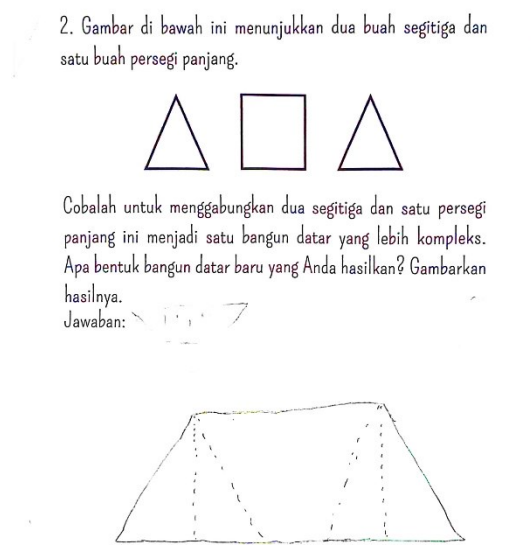 2. Gambar di bawah ini menunjukkan dua buah segitiga dan
satu buah persegi panjang.
Cobalah untuk menggabungkan dua segitiga dan satu persegi
panjang ini menjadi satu bangun datar yang lebih kompleks.
Apa bentuk bangun datar baru yang Anda hasilkan? Gambarkan
hasilnya.
Jawaban: